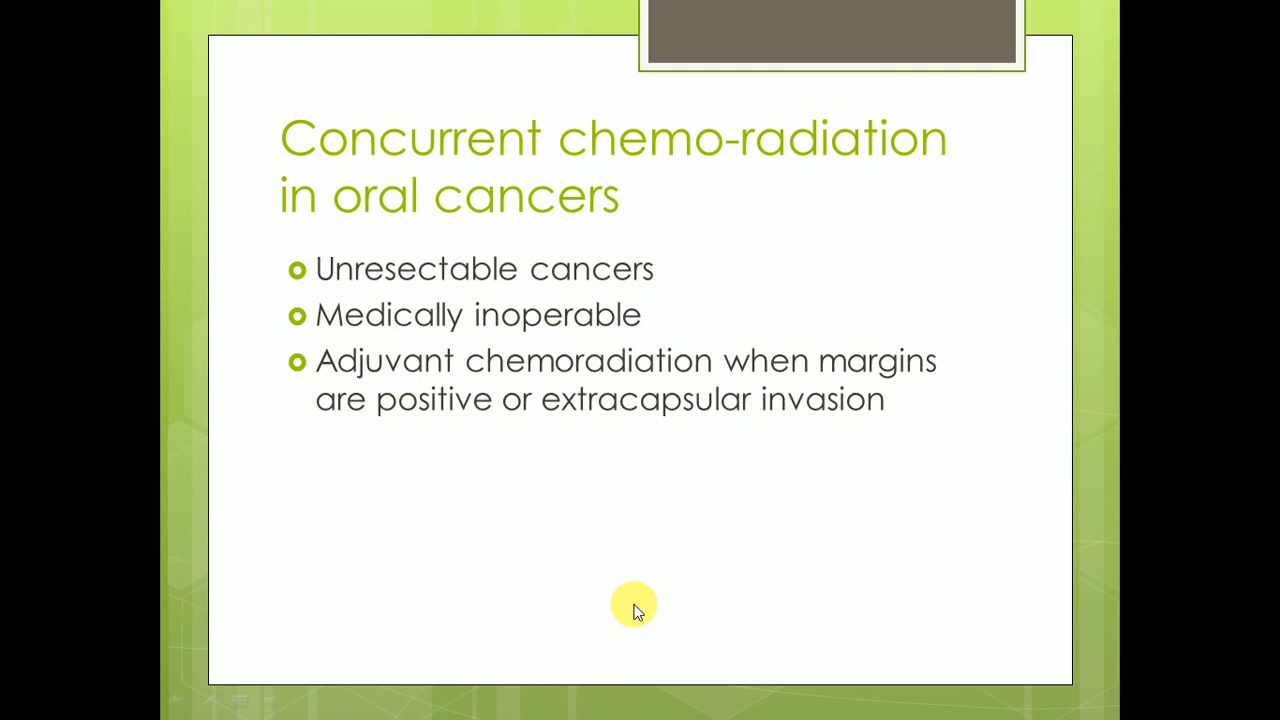 Concurrent chemo-radiation
in oral cancers
Unresectable cancers
Medically inoperable
Adjuvant chemoradiation when margins
are positive or extracapsular invasion